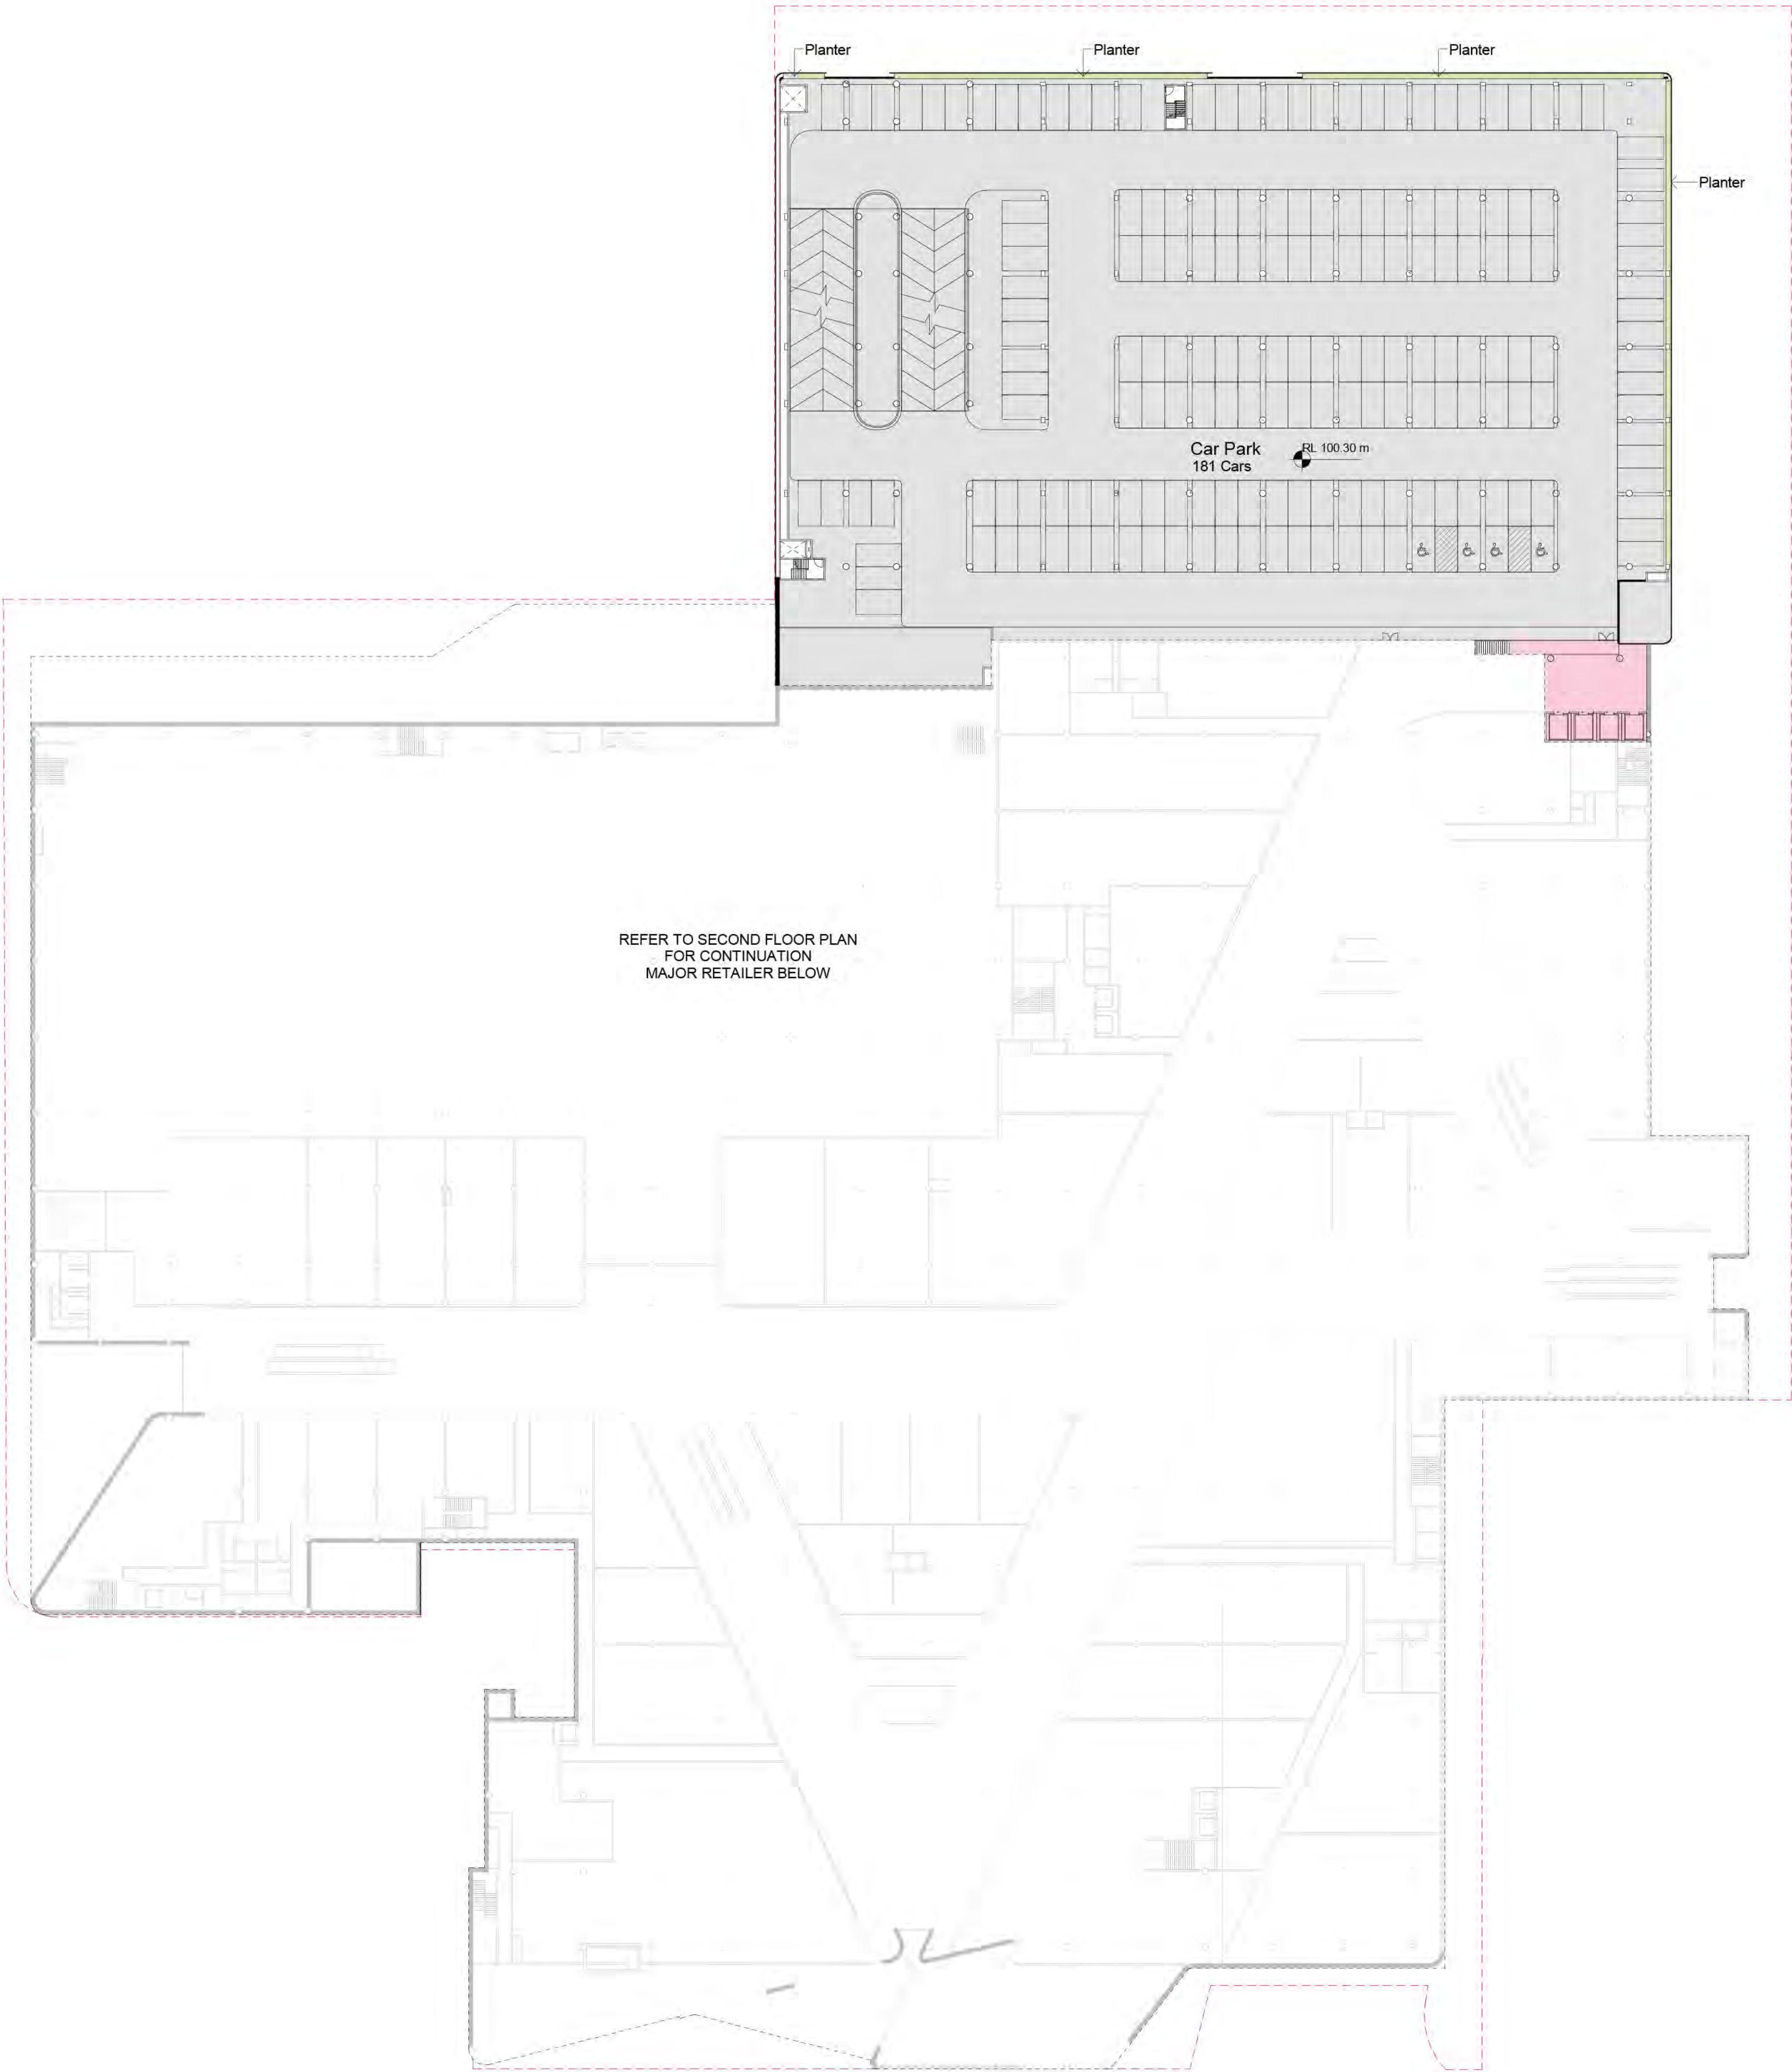 Planter
Planter
Planter
Planter
Car Park
181 Cars
RL 100.30 m
REFER TO SECOND FLOOR PLAN
FOR CONTINUATION
MAJOR RETAILER BELOW